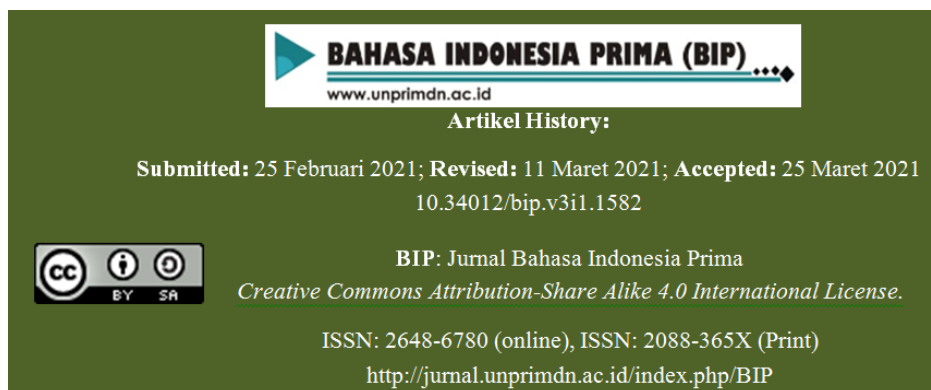 BAHASA INDONESIA PRIMA (BIP)
www.unprimdn.ac.id
Artikel History:
Submitted: 25 Februari 2021; Revised: 11 Maret 2021; Accepted: 25 Maret 2021
10.34012/bip.v3i1.1582
cc BY SA
BIP: Jurnal Bahasa Indonesia Prima
Creative Commons Attribution-Share Alike 4.0 International License.
ISSN: 2648-6780 (online), ISSN: 2088-365X (Print)
http://jurnal.unprimdn.ac.id/index.php/BIP